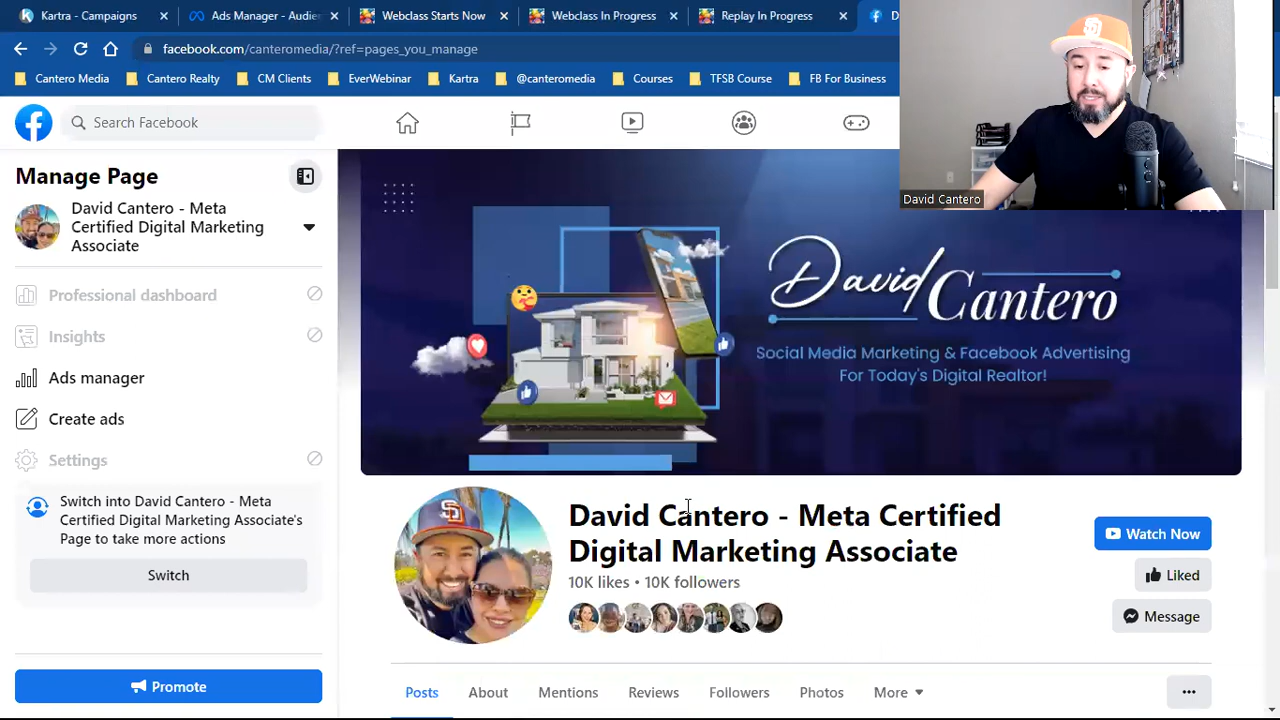 Kartra - Campaigns
Ads Manager - Audie
Webclass Starts Now
Webclass In Progress
Replay In Progress
D
facebook.com/canteromedia/?ref=pages_you_manage
Cantero Media
Cantero Realty
CM Clients
EverWebinar
Kartra
@canteromedia
Courses
TFSB Course
FB For Business
Search Facebook
David Cantero
Manage Page
David Cantero - Meta
Certified Digital Marketing
Associate
Professional dashboard
Insights
Ads manager
Create ads
Settings
Switch into David Cantero - Meta
Certified Digital Marketing Associate's
Page to take more actions
Switch
Promote
David Cantero
Social Media Marketing & Facebook Advertising
For Today's Digital Realtor!
David Cantero - Meta Certified
Digital Marketing Associate
10K likes • 10K followers
Watch Now
Liked
Message
Posts
About
Mentions
Reviews
Followers
Photos
More